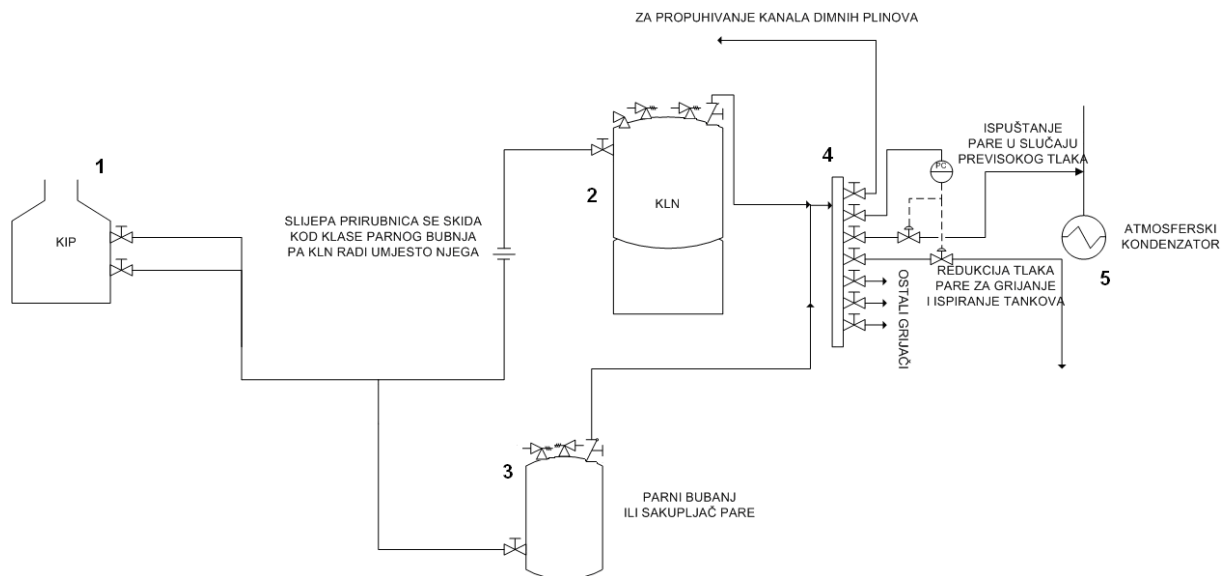 ZA PROPUHIVANJE KANALA DIMNIH PLINOVA
1
KIP
SLIJEPA PRIRUBNICA SE SKIDA
KOD KLASE PARNOG BUBNJA
PA KLN RADI UMJESTO NJEGA
2
KLN
4
PC
ISPUŠTANJE
PARE U SLUČAJU
PREVISOKOG TLAKA
ATMOSFERSKI
KONDENZATOR
5
REDUKCIJA TLAKA
PARE ZA GRIJANJE
I ISPIRANJE TANKOVA
OSTALI GRIJAČI
3
PARNI BUBANJ
ILI SAKUPLJAČ PARE